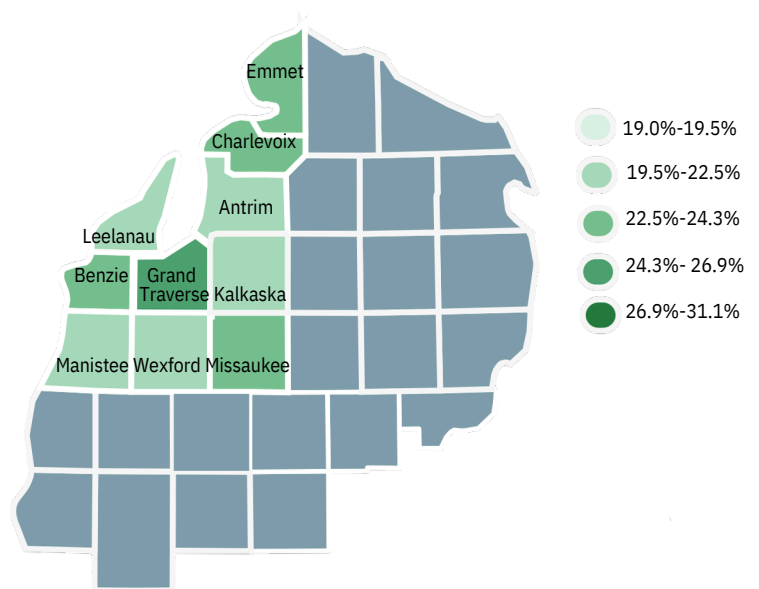 Emmet
19.0%-19.5%
Charlevoix
19.5%-22.5%
Antrim
22.5%-24.3%
Leelanau
Benzie
Grand
Traverse
24.3%- 26.9%
Kalkaska
26.9%-31.1%
Manistee
Wexford
Missaukee